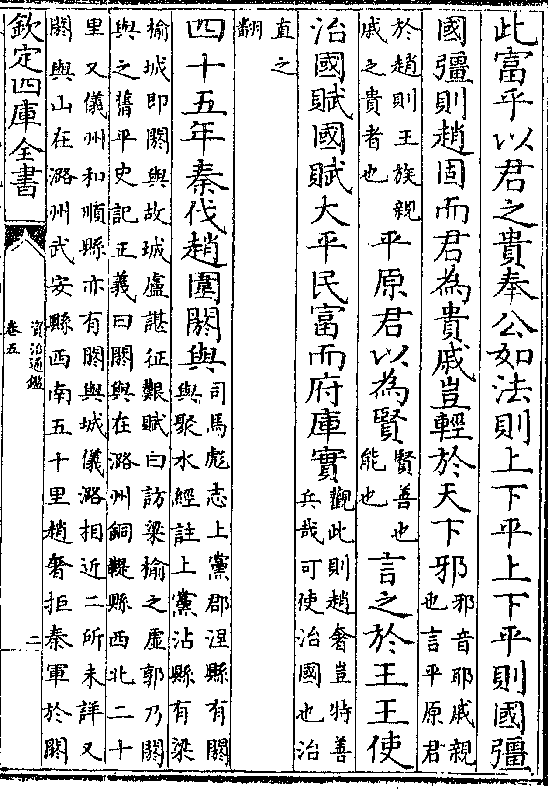 此富乎以君之貴奉公如法則上下平上下平則國彊
國彊則趙固而君為貴戚豈輕於天下邪邪音耶戚親
也言平原君
於趙則王族親
戚之貴者也平原君以為賢賢善也
能也言之於王王使
治國賦國賦大平民富而府庫實觀此則趙奢豈特善
兵哉可使治國也治
直之
翻
四十五年秦伐趙圍閼與司馬彪志上黨郡涅縣有閼
與聚水經註上黨沾縣有梁
榆城即閼與故城盧諶征艱賦曰訪梁榆之虛郭乃閼
與之舊平史記正義曰閼與在潞州銅鞮縣西北二十
里又儀州和順縣亦有閼與城儀潞相近二所未詳又
閼與山在潞州武安縣西南五十里趙奢拒秦軍於閼
欽定四庫全書
資治通鑑
卷五
二